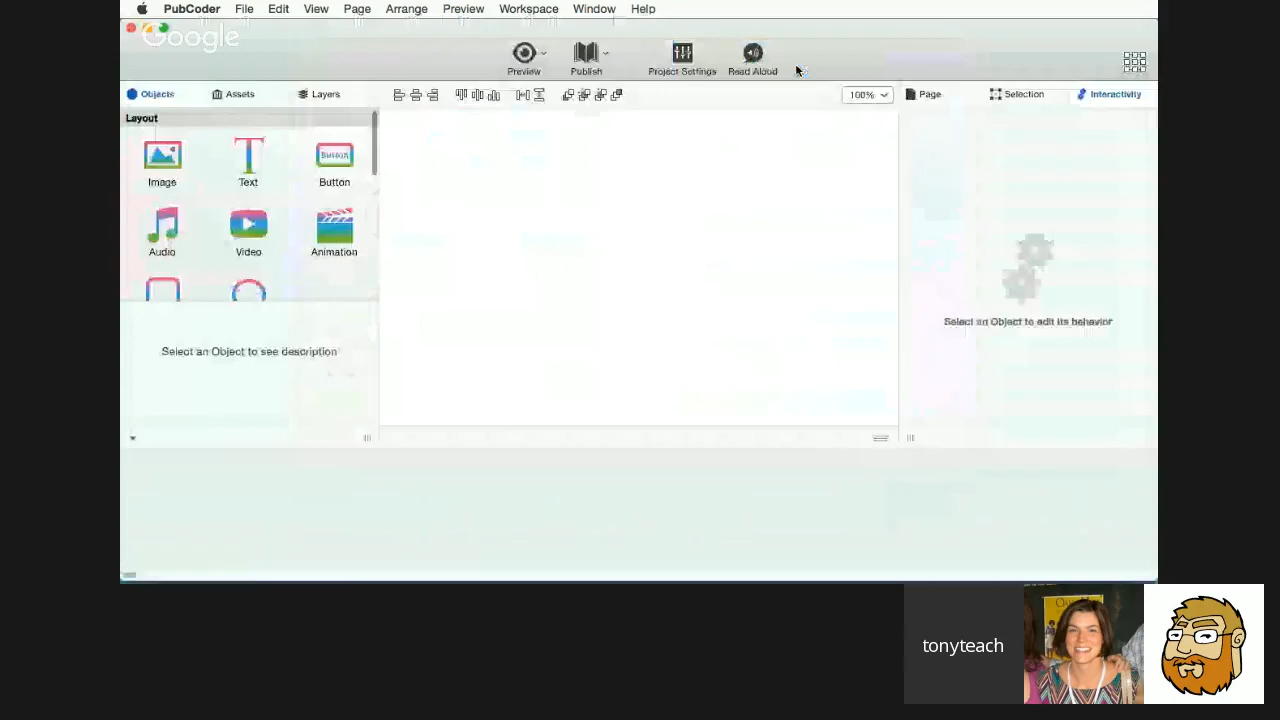 PubCoder File Edit View Page Arrange Preview Workspace Window Help
Google
Preview Publish Project Settings Read Aloud
Objects Assets Layers 100% Page Selection Interactivity
Layout
Image Text Button
Audio Video Animation
Select an Object to edit its behavior
Select an Object to see description
tonyteach